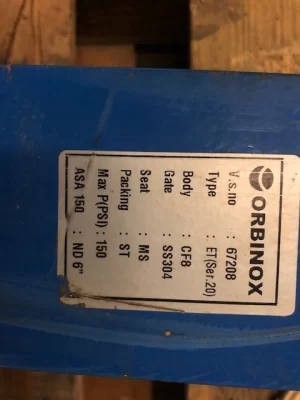 ORBINOX
V.s.no : 67208
Type : ET(Ser.20)
Body : CF8
Gate : SS304
Seat : MS
Packing : ST
Max P(PSI) : 150
ASA 150 : ND 6"